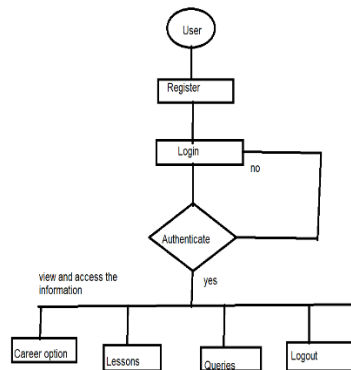 User
Register
Login
no
Authenticate
yes
view and access the
information
Career option
Lessons
Queries
Logout